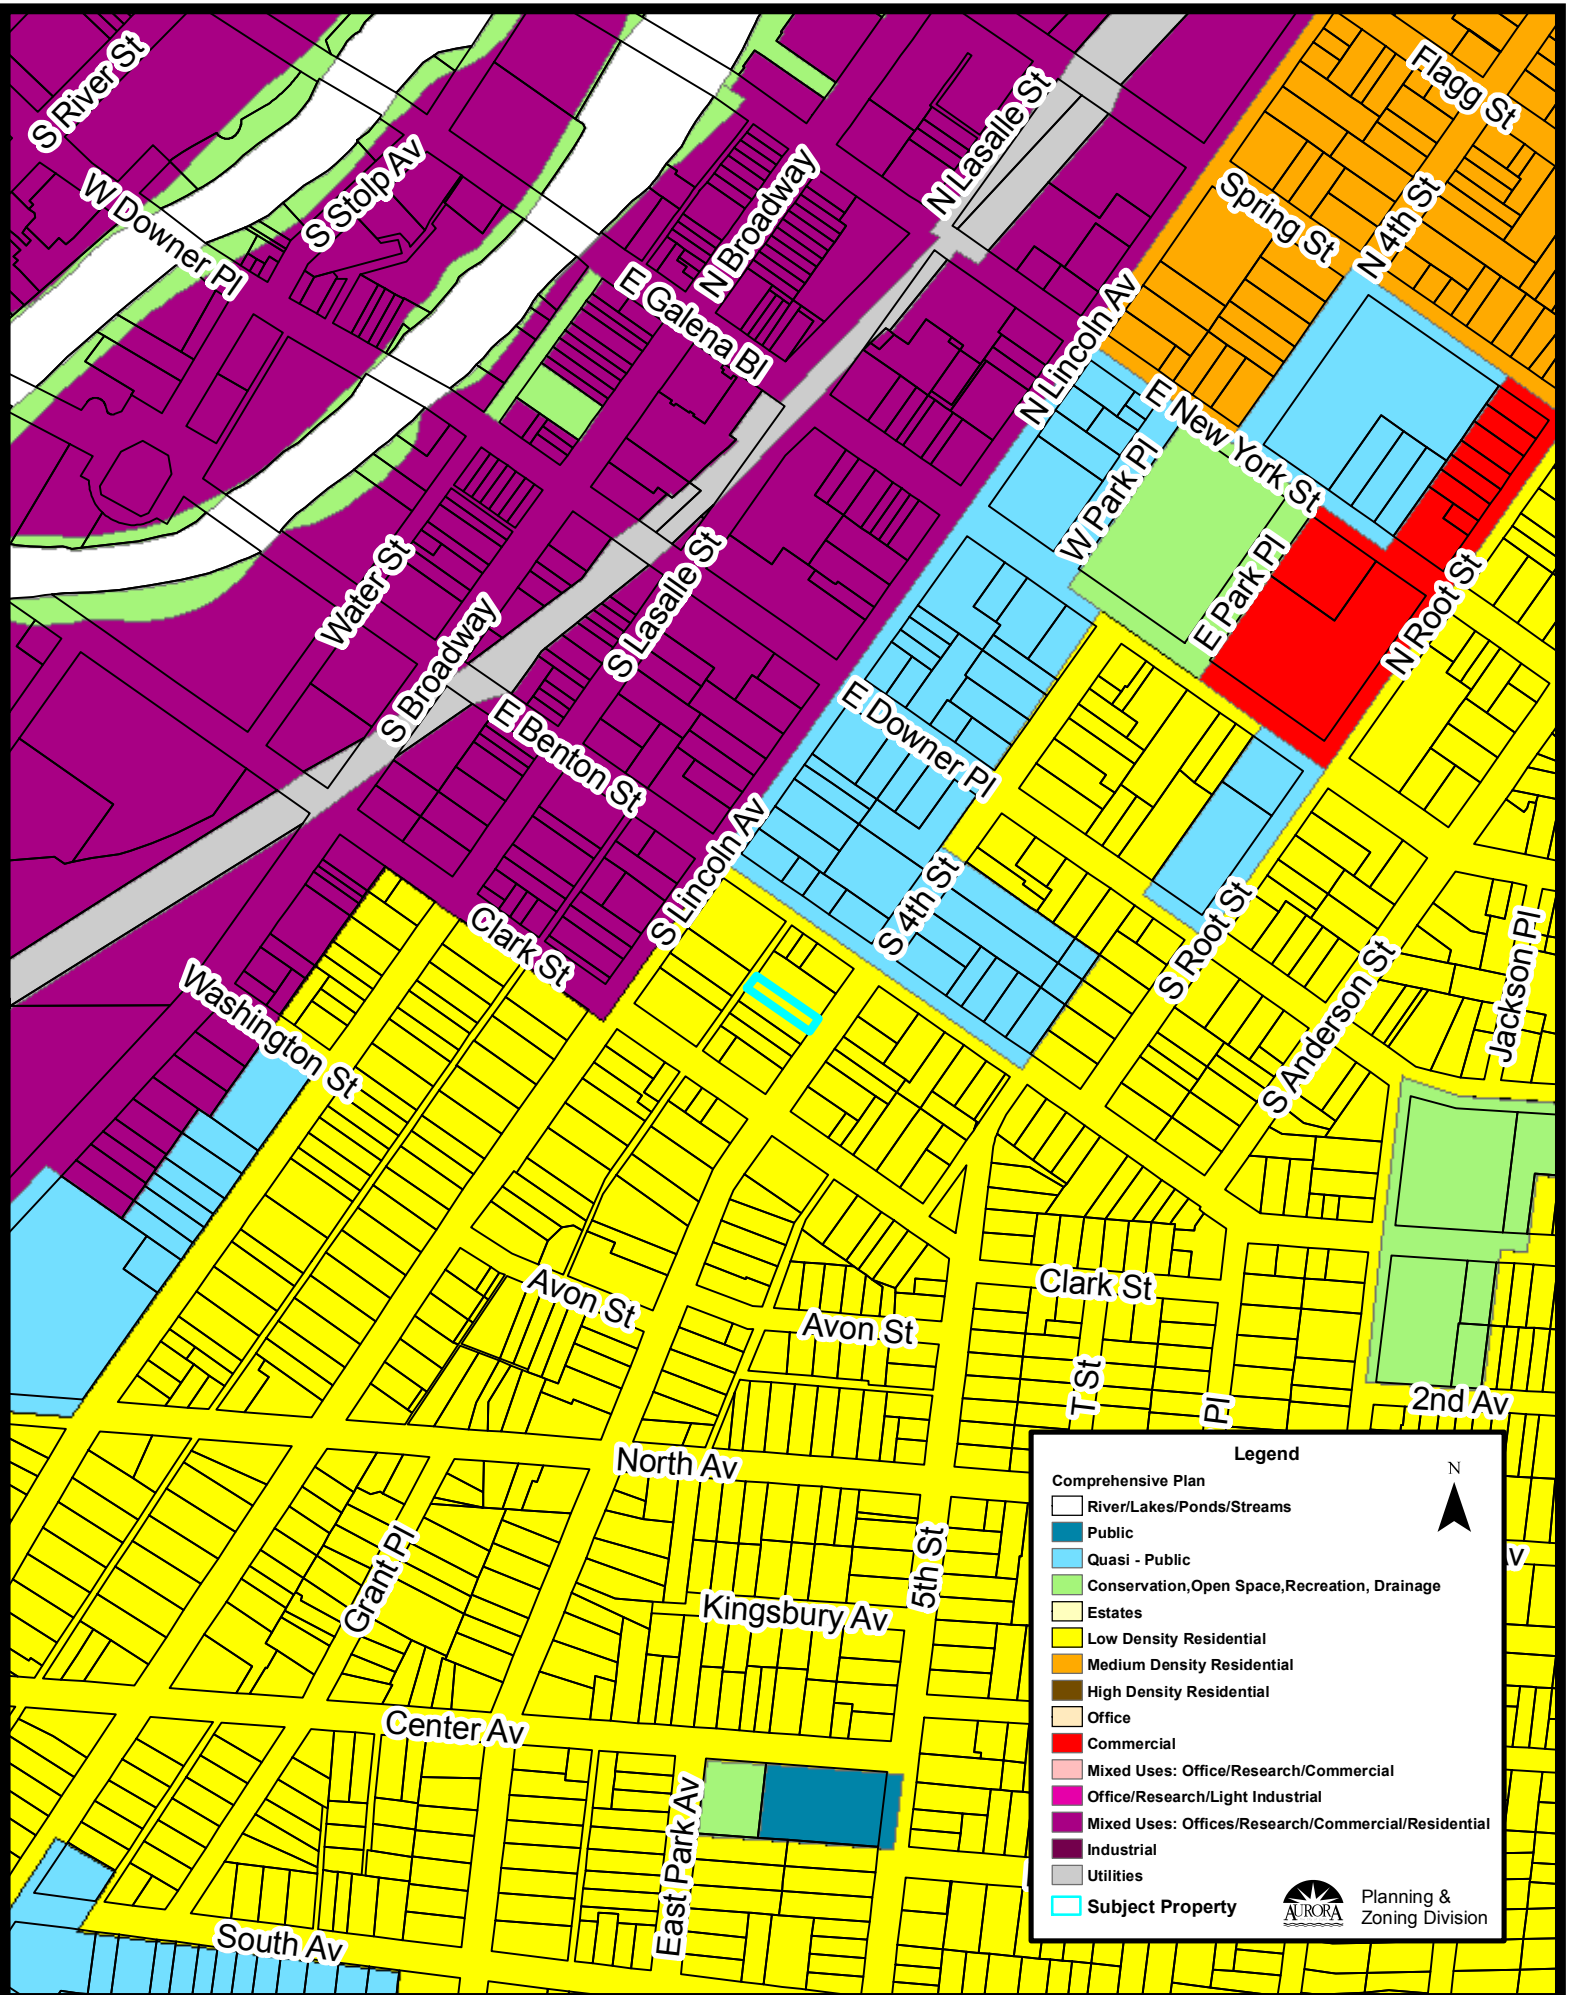 Flagg St
S River St
N Lasalle St
S Stolp Av
N Broadway
W Downer Pl
Spring St
N 4th St
E Galena Bl
N Lincoln Av
E New York St
W Park Pl
E Park Pl
Water St
S Lasalle St
N Root St
S Broadway
E Benton St
E Downer Pl
S Lincoln Av
S 4th St
Clark St
S Root St
Washington St
S Anderson St
Jackson Pl
Avon St
Clark St
Avon St
T St
Pl
2nd Av
North Av
Grant Pl
5th St
Kingsbury Av
Center Av
East Park Av
South Av
Legend
N
Comprehensive Plan
River/Lakes/Ponds/Streams
Public
Quasi - Public
Conservation,Open Space,Recreation, Drainage
Estates
Low Density Residential
Medium Density Residential
High Density Residential
Office
Commercial
Mixed Uses: Office/Research/Commercial
Office/Research/Light Industrial
Mixed Uses: Offices/Research/Commercial/Residential
Industrial
Utilities
Subject Property
AURORA
Planning &
Zoning Division